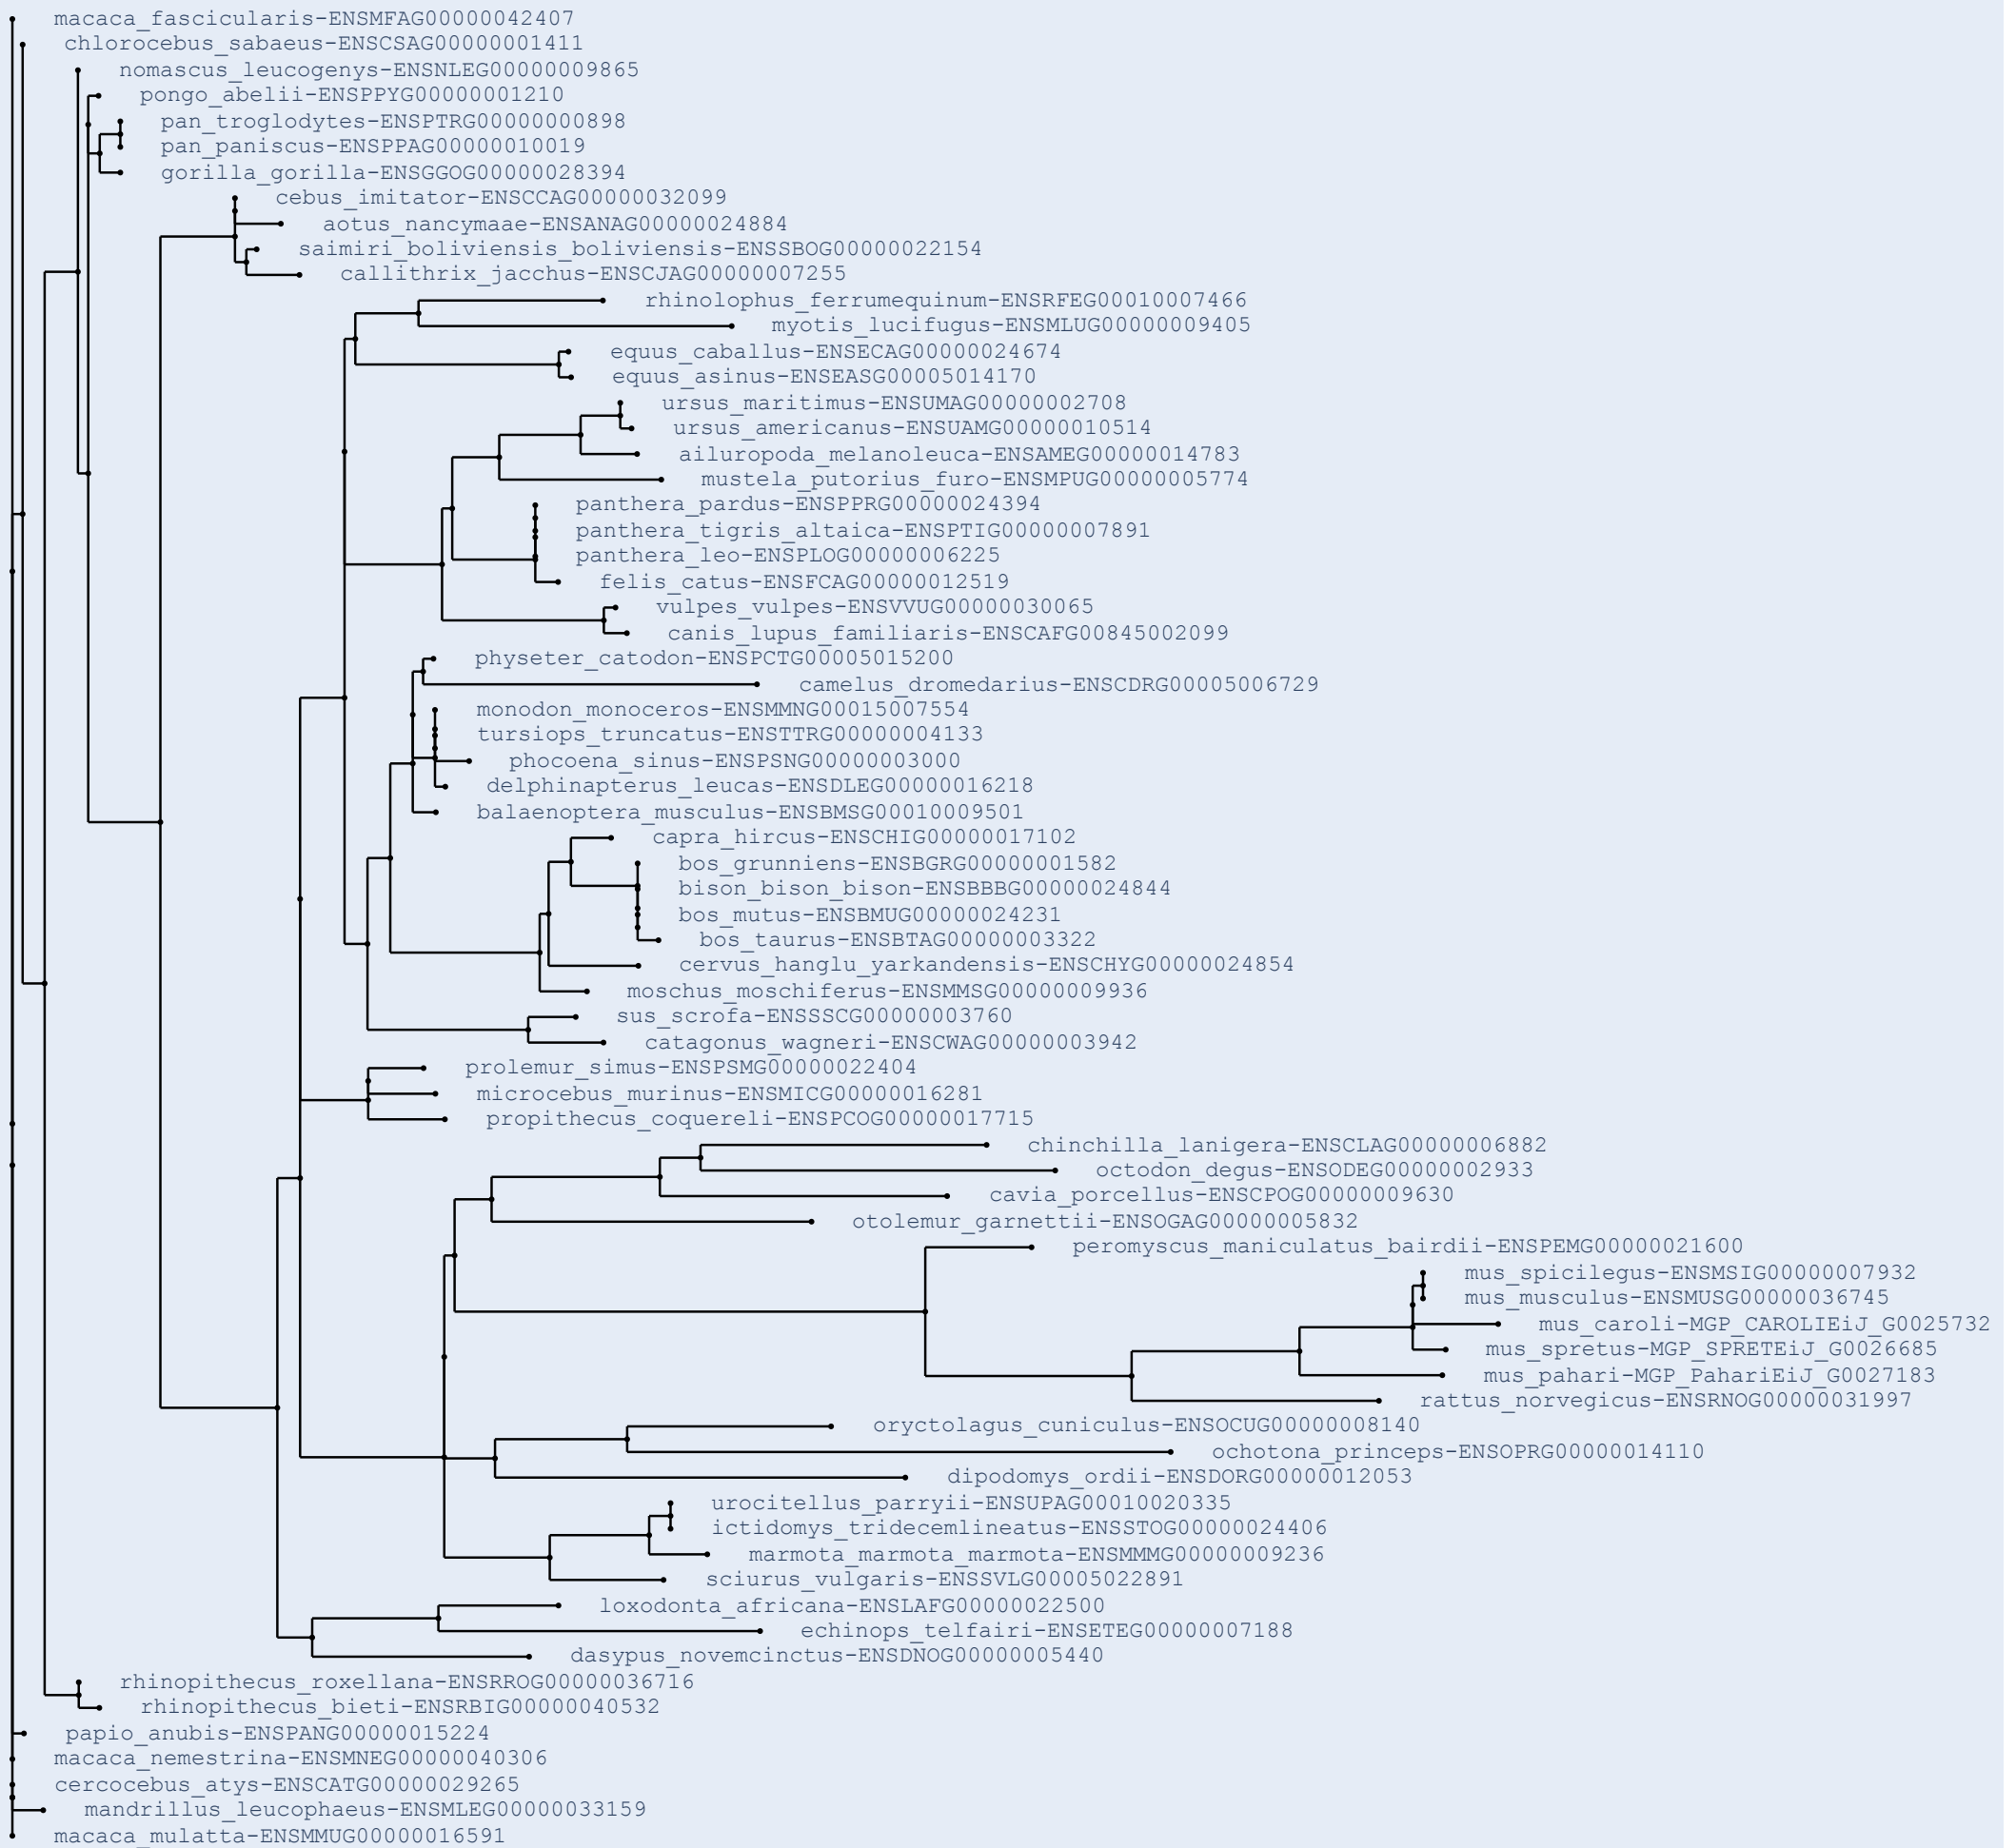 macaca_fascicularis-ENSMFAG00000042407
chlorocebus_sabaeus-ENSCSAG00000001411
nomascus_leucogenys-ENSNLEG00000009865
pongo_abelii-ENSPPYG00000001210
pan_troglodytes-ENSPTRG00000000898
pan_paniscus-ENSPPAG00000010019
gorilla_gorilla-ENSGGOG00000028394
cebus_imitator-ENSCCAG00000032099
aotus_nancymaae-ENSANAG00000024884
saimiri_boliviensis_boliviensis-ENSSBOG00000022154
callithrix_jacchus-ENSCJAG00000007255
rhinolophus_ferrumequinum-ENSRFEG00010007466
myotis_lucifugus-ENSMLUG00000009405
equus_caballus-ENSECAG00000024674
equus_asinus-ENSEASG00005014170
ursus_maritimus-ENSUMAG00000002708
ursus_americanus-ENSUAMG00000010514
ailuropoda_melanoleuca-ENSAMEG00000014783
mustela_putorius_furo-ENSMPUG00000005774
panthera_pardus-ENSPPRG00000024394
panthera_tigris_altaica-ENSPTIG00000007891
panthera_leo-ENSPLOG00000006225
felis_catus-ENSFCAG00000012519
vulpes_vulpes-ENSVVUG00000030065
canis_lupus_familiaris-ENSCAFG00845002099
physeter_catodon-ENSPCTG00005015200
camelus_dromedarius-ENSCDRG00005006729
monodon_monoceros-ENSMMNG00015007554
tursiops_truncatus-ENSTTRG00000004133
phocoena_sinus-ENSPSNG00000003000
delphinapterus_leucas-ENSDLEG00000016218
balaenoptera_musculus-ENSBMSG00010009501
capra_hircus-ENSCHIG00000017102
bos_grunniens-ENSBGRG00000001582
bison_bison_bison-ENSBBBG00000024844
bos_mutus-ENSBMUG00000024231
bos_taurus-ENSBTAG00000003322
cervus_hanglu_yarkandensis-ENSCHYG00000024854
moschus_moschiferus-ENSMMSG00000009936
sus_scrofa-ENSSSCG00000003760
catagonus_wagneri-ENSCWAG00000003942
prolemur_simus-ENSPSMG00000022404
microcebus_murinus-ENSMICG00000016281
propithecus_coquereli-ENSPCOG00000017715
chinchilla_lanigera-ENSCLAG00000006882
octodon_degus-ENSODEG00000002933
cavia_porcellus-ENSCPOG00000009630
otolemur_garnettii-ENSOGAG00000005832
peromyscus_maniculatus_bairdii-ENSPEMG00000021600
mus_spicilegus-ENSMSIG00000007932
mus_musculus-ENSMUSG00000036745
mus_caroli-MGP_CAROLIEiJ_G0025732
mus_spretus-MGP_SPRETEiJ_G0026685
mus_pahari-MGP_PahariEiJ_G0027183
rattus_norvegicus-ENSRNOG00000031997
oryctolagus_cuniculus-ENSOCUG00000008140
ochotona_princeps-ENSOPRG00000014110
dipodomys_ordii-ENSDORG00000012053
urocitellus_parryii-ENSUPAG00010020335
ictidomys_tridecemlineatus-ENSSTOG00000024406
marmota_marmota_marmota-ENSMMMG00000009236
sciurus_vulgaris-ENSSVLG00005022891
loxodonta_africana-ENSLAFG00000022500
echinops_telfairi-ENSETEG00000007188
dasypus_novemcinctus-ENSDNOG00000005440
rhinopithecus_roxellana-ENSRROG00000036716
rhinopithecus_bieti-ENSRBIG00000040532
papio_anubis-ENSPANG00000015224
macaca_nemestrina-ENSMNEG00000040306
cercocebus_atys-ENSCATG00000029265
mandrillus_leucophaeus-ENSMLEG00000033159
macaca_mulatta-ENSMMUG00000016591